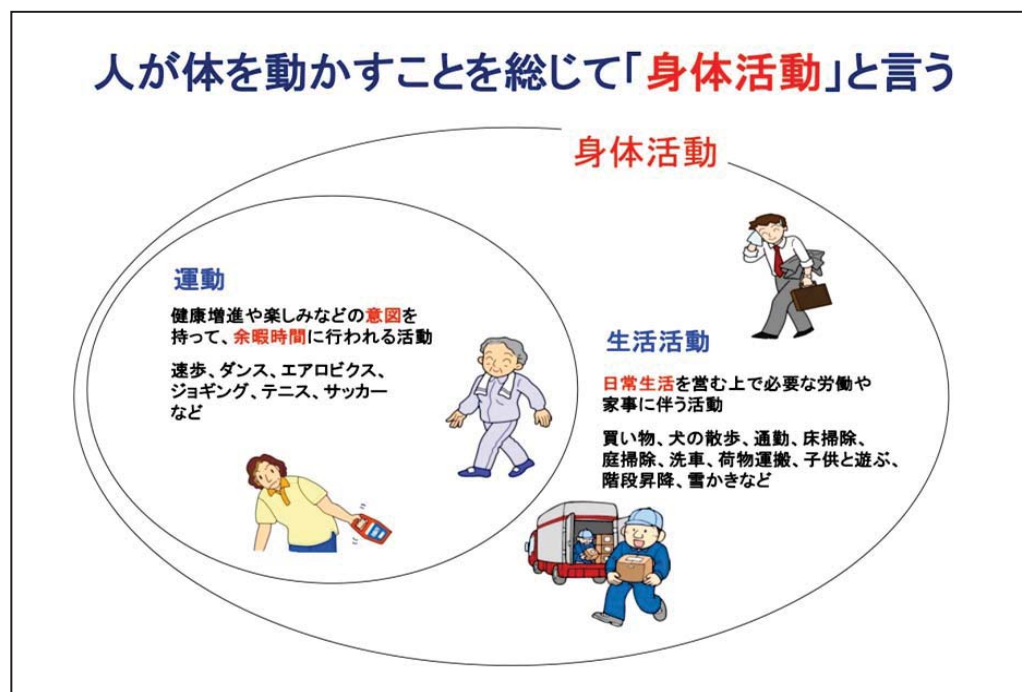 人が体を動かすことを総じて「身体活動」と言う
身体活動
運動
健康増進や楽しみなどの意図を
持って、余暇時間に行われる活動
速歩、ダンス、エアロビクス、
ジョギング、テニス、サッカー
など
生活活動
日常生活を営む上で必要な労働や
家事に伴う活動
買い物、犬の散歩、通勤、床掃除、
庭掃除、洗車、荷物運搬、子供と遊ぶ、
階段昇降、雪かきなど